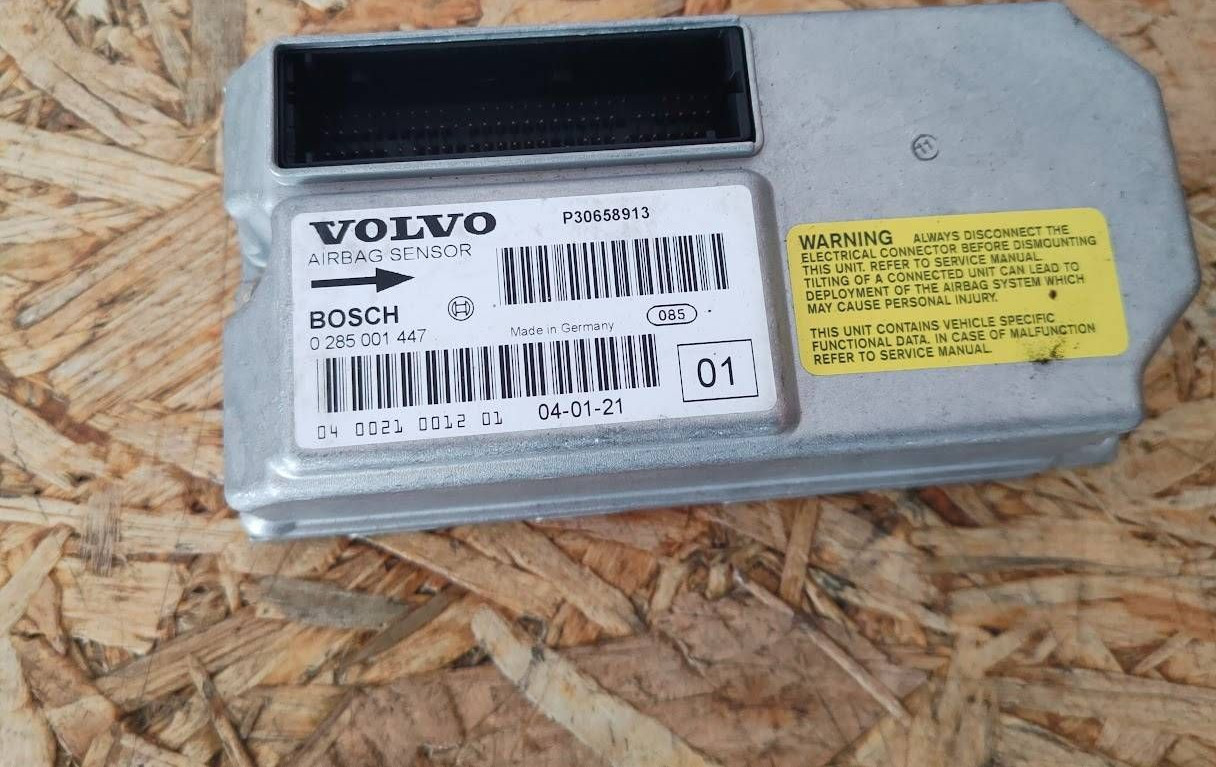 VOLVO
P30658913
AIRBAG SENSOR
BOSCH
0 285 001 447
Made in Germany
085
04 0021 0012 01
04-01-21
01
WARNING ALWAYS DISCONNECT THE
ELECTRICAL CONNECTOR BEFORE DISMOUNTING
THIS UNIT. REFER TO SERVICE MANUAL.
TILTING OF A CONNECTED UNIT CAN LEAD TO
DEPLOYMENT OF THE AIRBAG SYSTEM WHICH
MAY CAUSE PERSONAL INJURY.
THIS UNIT CONTAINS VEHICLE SPECIFIC
FUNCTIONAL DATA. IN CASE OF MALFUNCTION
REFER TO SERVICE MANUAL.